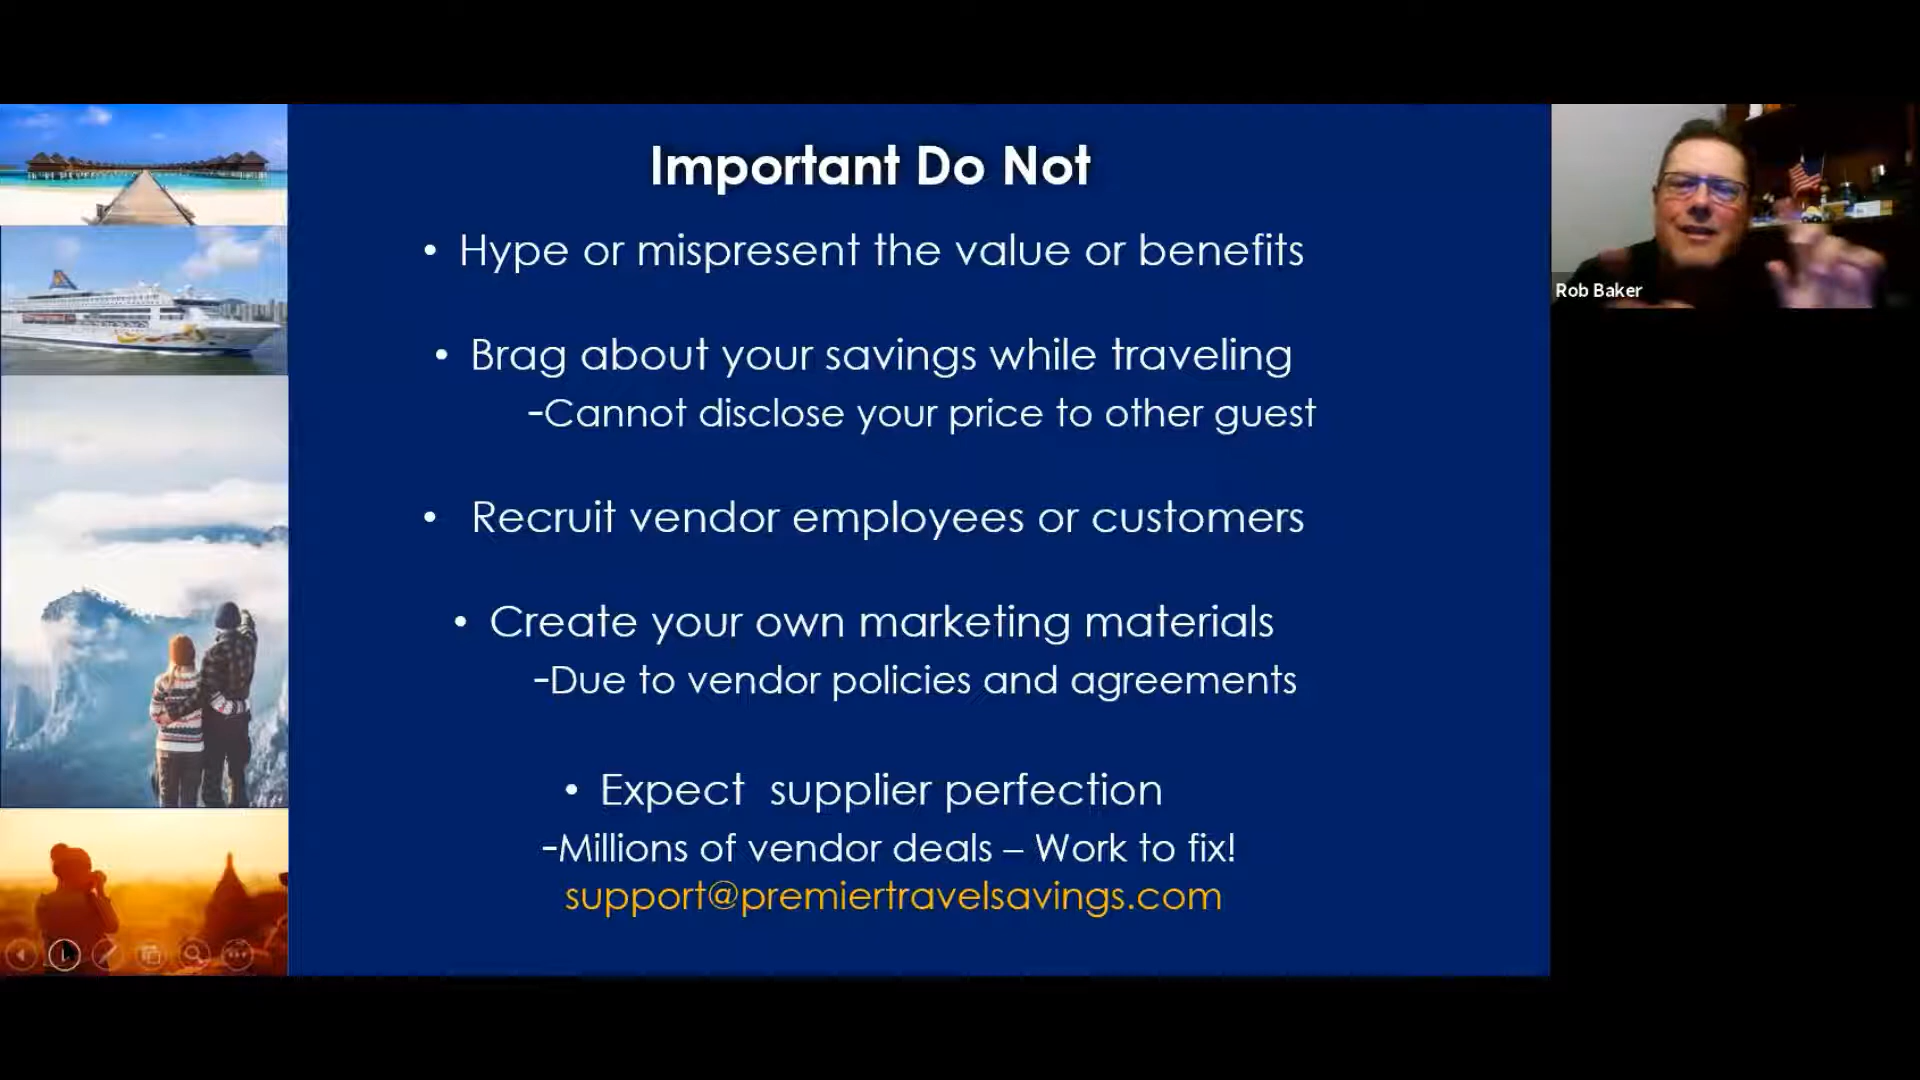 Important Do Not
• Hype or mispresent the value or benefits
• Brag about your savings while traveling
-Cannot disclose your price to other guest
• Recruit vendor employees or customers
• Create your own marketing materials
-Due to vendor policies and agreements
• Expect supplier perfection
-Millions of vendor deals – Work to fix!
support@premiertravelsavings.com
Rob Baker